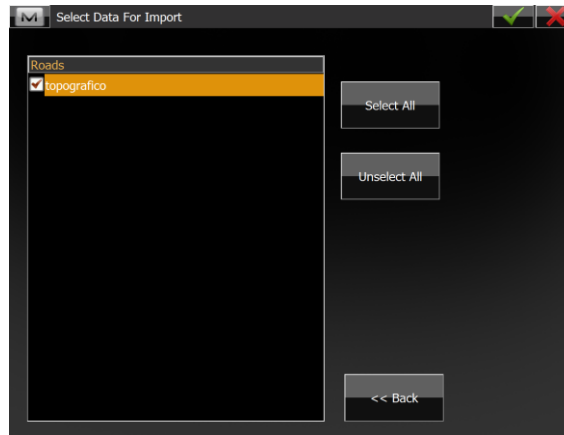 M Select Data For Import
Roads
topografico
Select All
Unselect All
<< Back